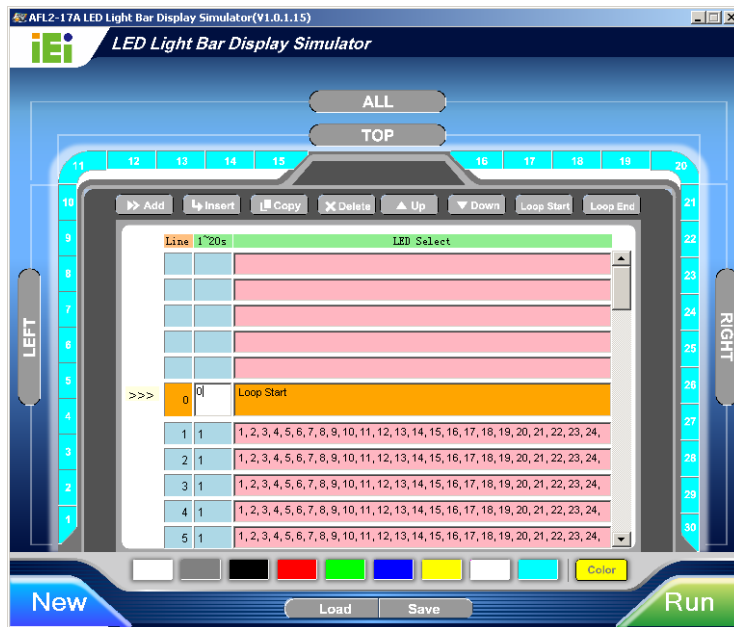 AFL2-17A LED Light Bar Display Simulator(V1.0.1.15)
iEi
LED Light Bar Display Simulator
ALL
TOP
11 12 13 14 15 16 17 18 19 20
10 Add Insert Copy Delete Up Down Loop Start Loop End 21
9 Line 1~20s LED Select 22
8 23
7 24
LEFT RIGHT
6 25
5 26
>>> 0 0 Loop Start
4 27
1 1 1, 2, 3, 4, 5, 6, 7, 8, 9, 10, 11, 12, 13, 14, 15, 16, 17, 18, 19, 20, 21, 22, 23, 24,
3 28
2 1 1, 2, 3, 4, 5, 6, 7, 8, 9, 10, 11, 12, 13, 14, 15, 16, 17, 18, 19, 20, 21, 22, 23, 24,
2 29
3 1 1, 2, 3, 4, 5, 6, 7, 8, 9, 10, 11, 12, 13, 14, 15, 16, 17, 18, 19, 20, 21, 22, 23, 24,
4 1 1, 2, 3, 4, 5, 6, 7, 8, 9, 10, 11, 12, 13, 14, 15, 16, 17, 18, 19, 20, 21, 22, 23, 24,
1 30
5 1 1, 2, 3, 4, 5, 6, 7, 8, 9, 10, 11, 12, 13, 14, 15, 16, 17, 18, 19, 20, 21, 22, 23, 24,
Color
New Load Save Run